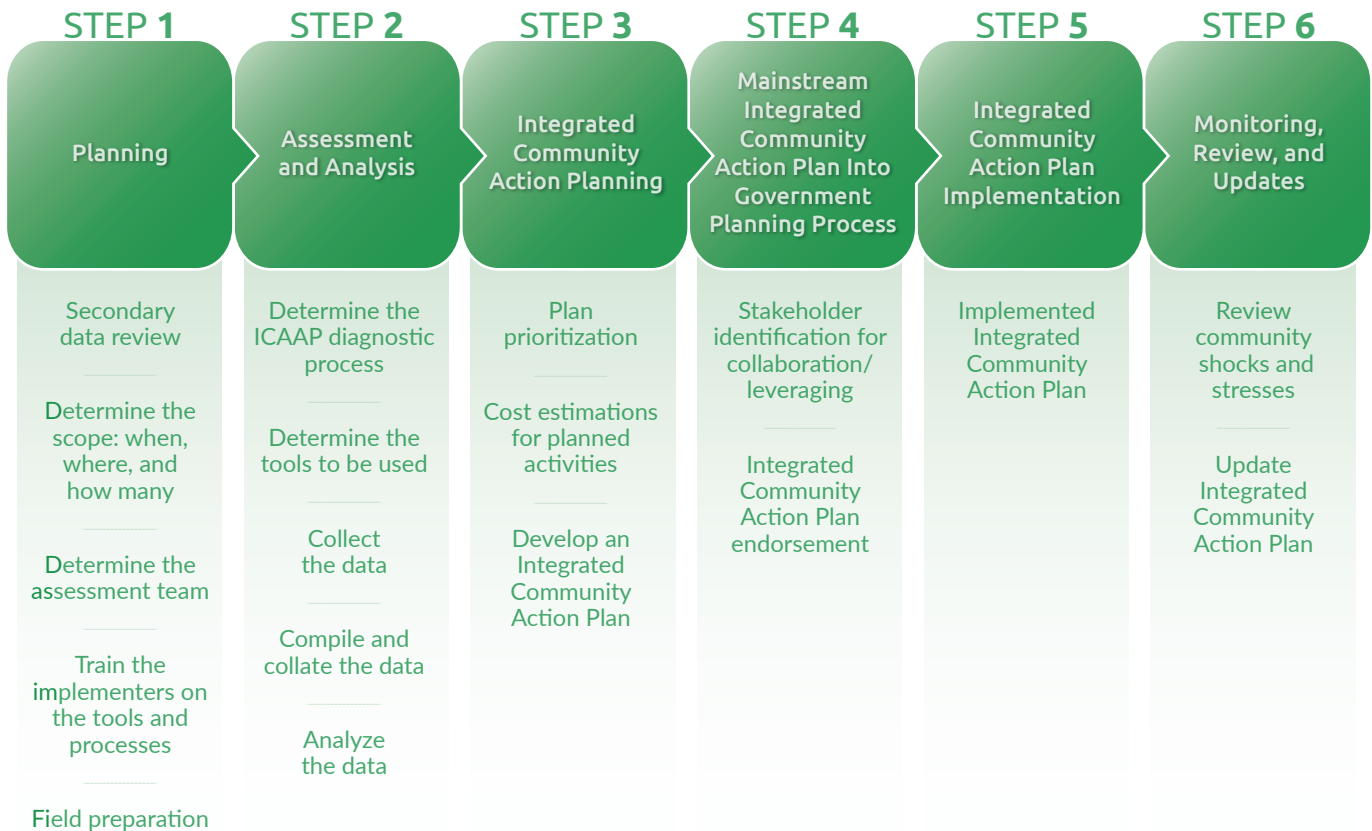 STEP 1
Planning
Secondary
data review
Determine the
scope: when,
where, and
how many
Determine the
assessment team
Train the
implementers on
the tools and
processes
Field preparation
STEP 2
Assessment
and Analysis
Determine the
ICAAP diagnostic
process
Determine the
tools to be used
Collect
the data
Compile and
collate the data
Analyze
the data
STEP 3
Integrated
Community
Action Planning
Plan
prioritization
Cost estimations
for planned
activities
Develop an
Integrated
Community
Action Plan
STEP 4
Mainstream
Integrated
Community
Action Plan Into
Government
Planning Process
Stakeholder
identification for
collaboration/
leveraging
Integrated
Community
Action Plan
endorsement
STEP 5
Integrated
Community
Action Plan
Implementation
Implemented
Integrated
Community
Action Plan
STEP 6
Monitoring,
Review, and
Updates
Review
community
shocks and
stresses
Update
Integrated
Community
Action Plan